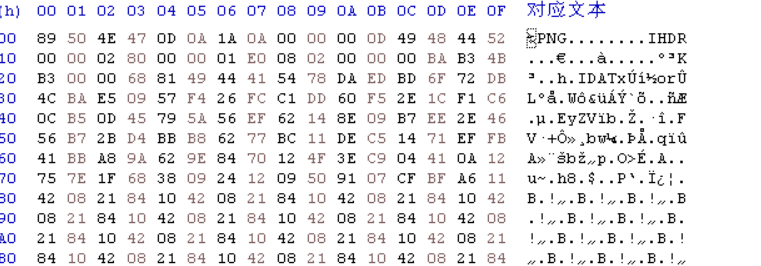 (h) 00 01 02 03 04 05 06 07 08 09 0A 0B 0C 0D 0E 0F 对应文本
00 89 50 4E 47 0D 0A 1A 0A 00 00 00 0D 49 48 44 52 ‰PNG........IHDR
10 00 00 02 80 00 00 01 E0 08 02 00 00 00 BA B3 4B ...€...à.....º³K
20 B3 00 00 68 81 49 44 41 54 78 DA ED BD 6F 72 DB ³..h.IDATxÚí½orÛ
30 4C BA E5 09 57 F4 26 FC C1 DD 60 F5 2E 1C F1 C6 Lºå.Wô&üÁÝ`õ..ñÆ
40 0C B5 0D 45 79 5A 56 EF 62 14 8E 09 B7 EE 2E 46 .µ.EyZVïb.Ž.·î.F
50 56 B7 2B D4 BB B8 62 77 BC 11 DE C5 14 71 EF FB V·+Ô»¸bw¼.ÞÅ.qïû
60 41 BB A8 9A 62 9E 84 70 12 4F 3E C9 04 41 0A 12 A»¨šbž„p.O>É.A..
70 75 7E 1F 68 38 09 24 12 09 50 91 07 CF BF A6 11 u~.h8.$..P‘.Ï¿¦.
80 42 08 21 84 10 42 08 21 84 10 42 08 21 84 10 42 B.!„.B.!„.B.!„.B
90 08 21 84 10 42 08 21 84 10 42 08 21 84 10 42 08 .!„.B.!„.B.!„.B.
A0 21 84 10 42 08 21 84 10 42 08 21 84 10 42 08 21 !„.B.!„.B.!„.B.!
B0 84 10 42 08 21 84 10 42 08 21 84 10 42 08 21 84 „.B.!„.B.!„.B.!„